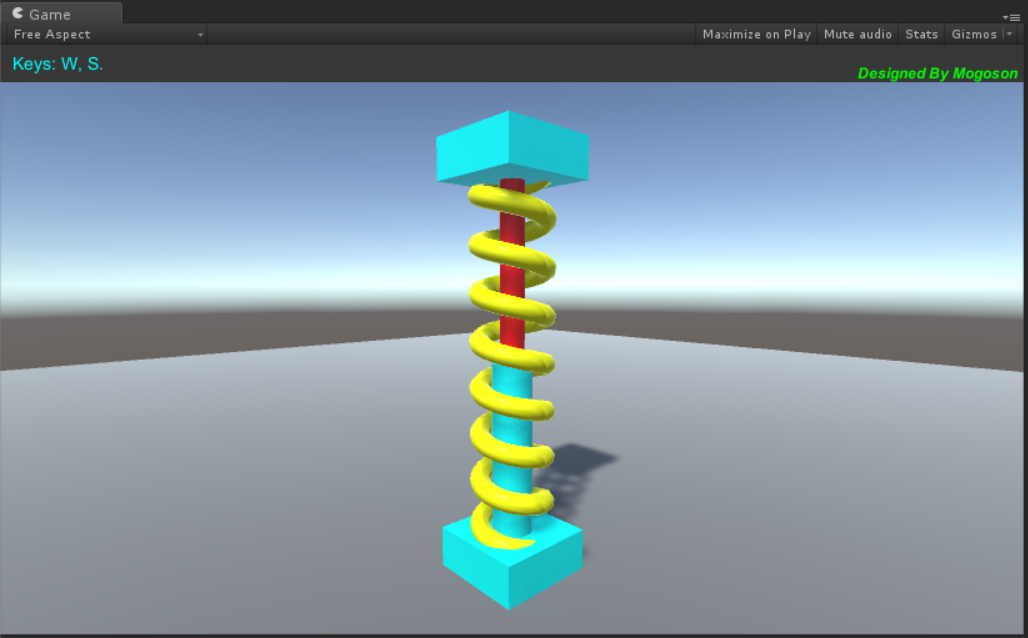 Game
Free Aspect Maximize on Play Mute audio Stats Gizmos
Keys: W, S.
Designed By Mogoson